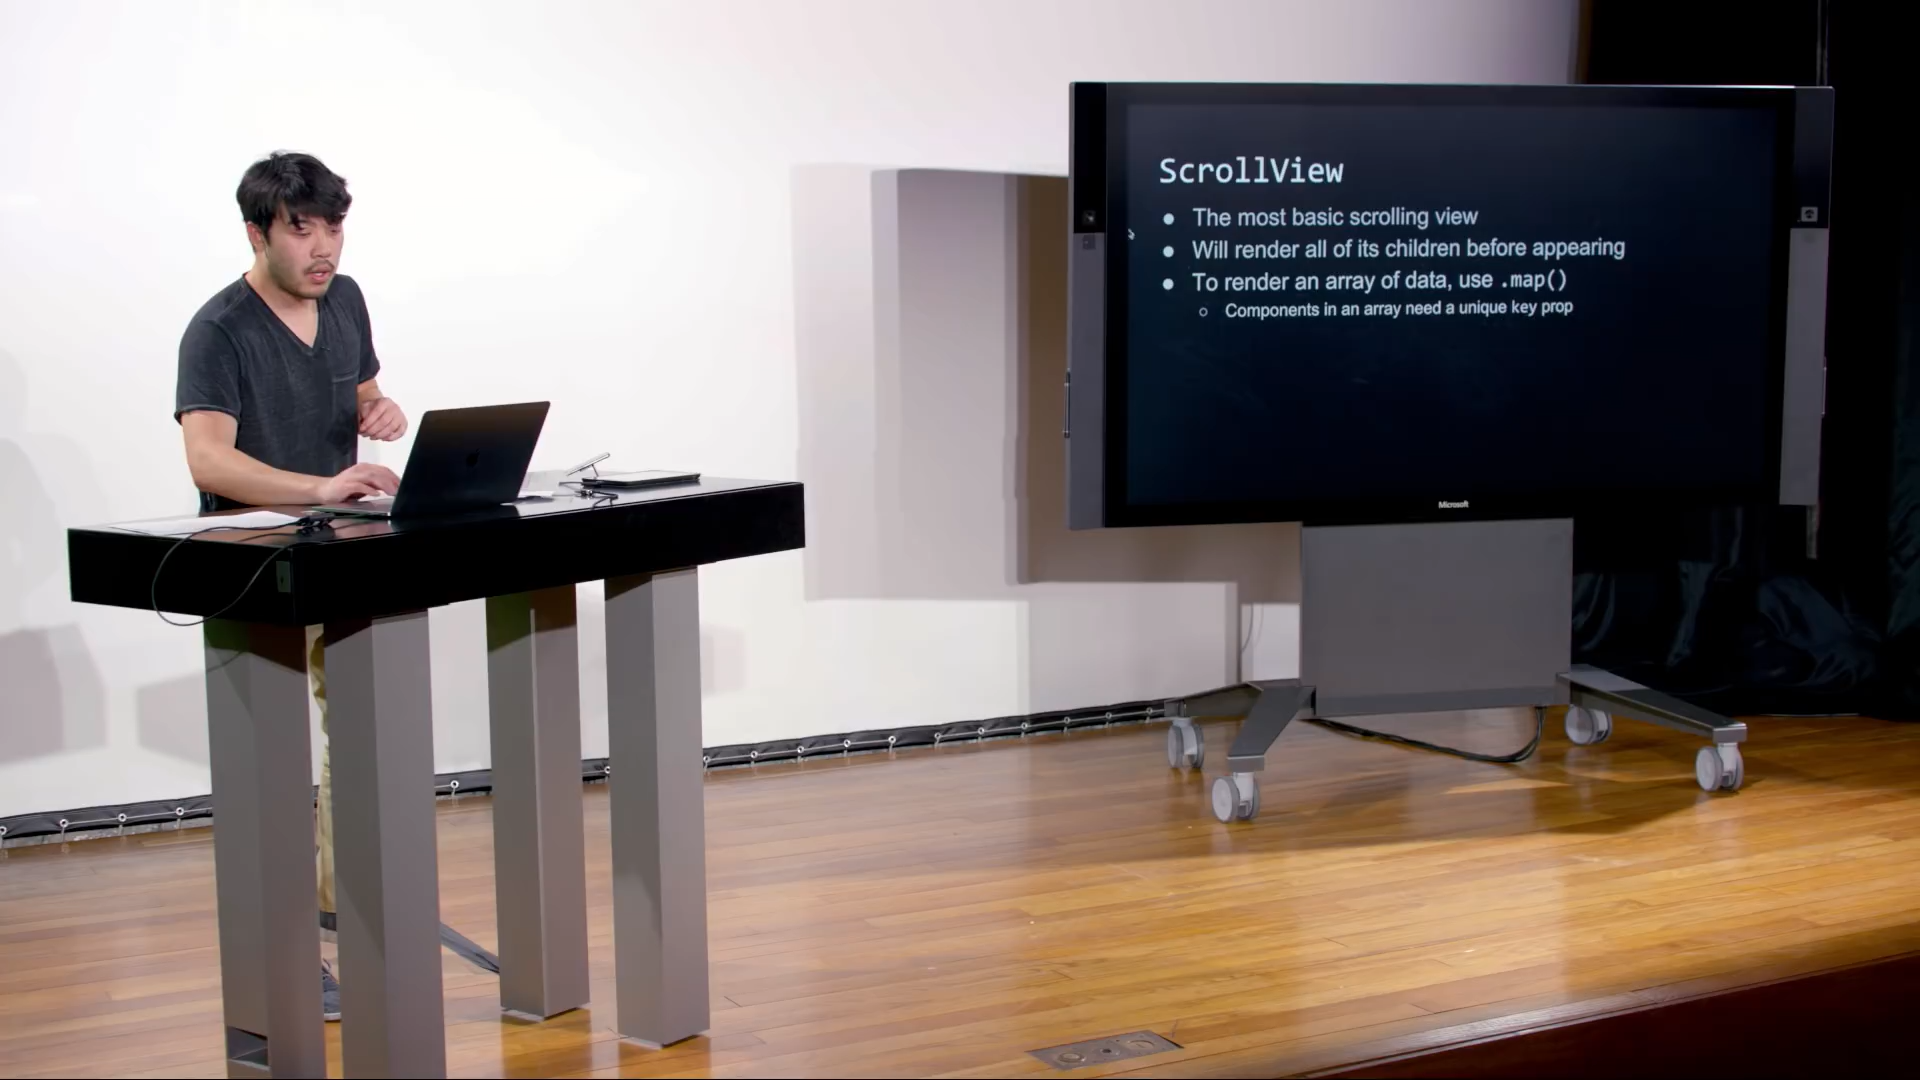 ScrollView
● The most basic scrolling view
● Will render all of its children before appearing
● To render an array of data, use .map()
○ Components in an array need a unique key prop
Microsoft